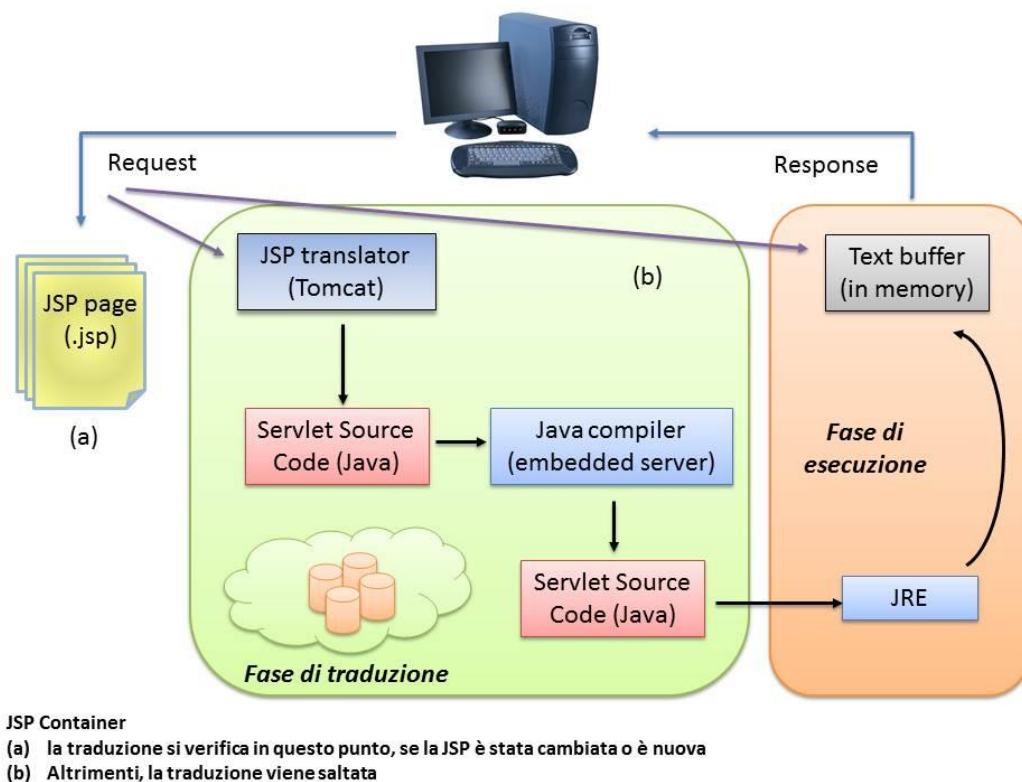 Request
Response
JSP translator
(Tomcat)
(b)
Text buffer
(in memory)
JSP page
(.jsp)
(a)
Servlet Source
Code (Java)
Java compiler
(embedded server)
Fase di
esecuzione
Servlet Source
Code (Java)
JRE
Fase di traduzione
JSP Container
(a) la traduzione si verifica in questo punto, se la JSP è stata cambiata o è nuova
(b) Altrimenti, la traduzione viene saltata